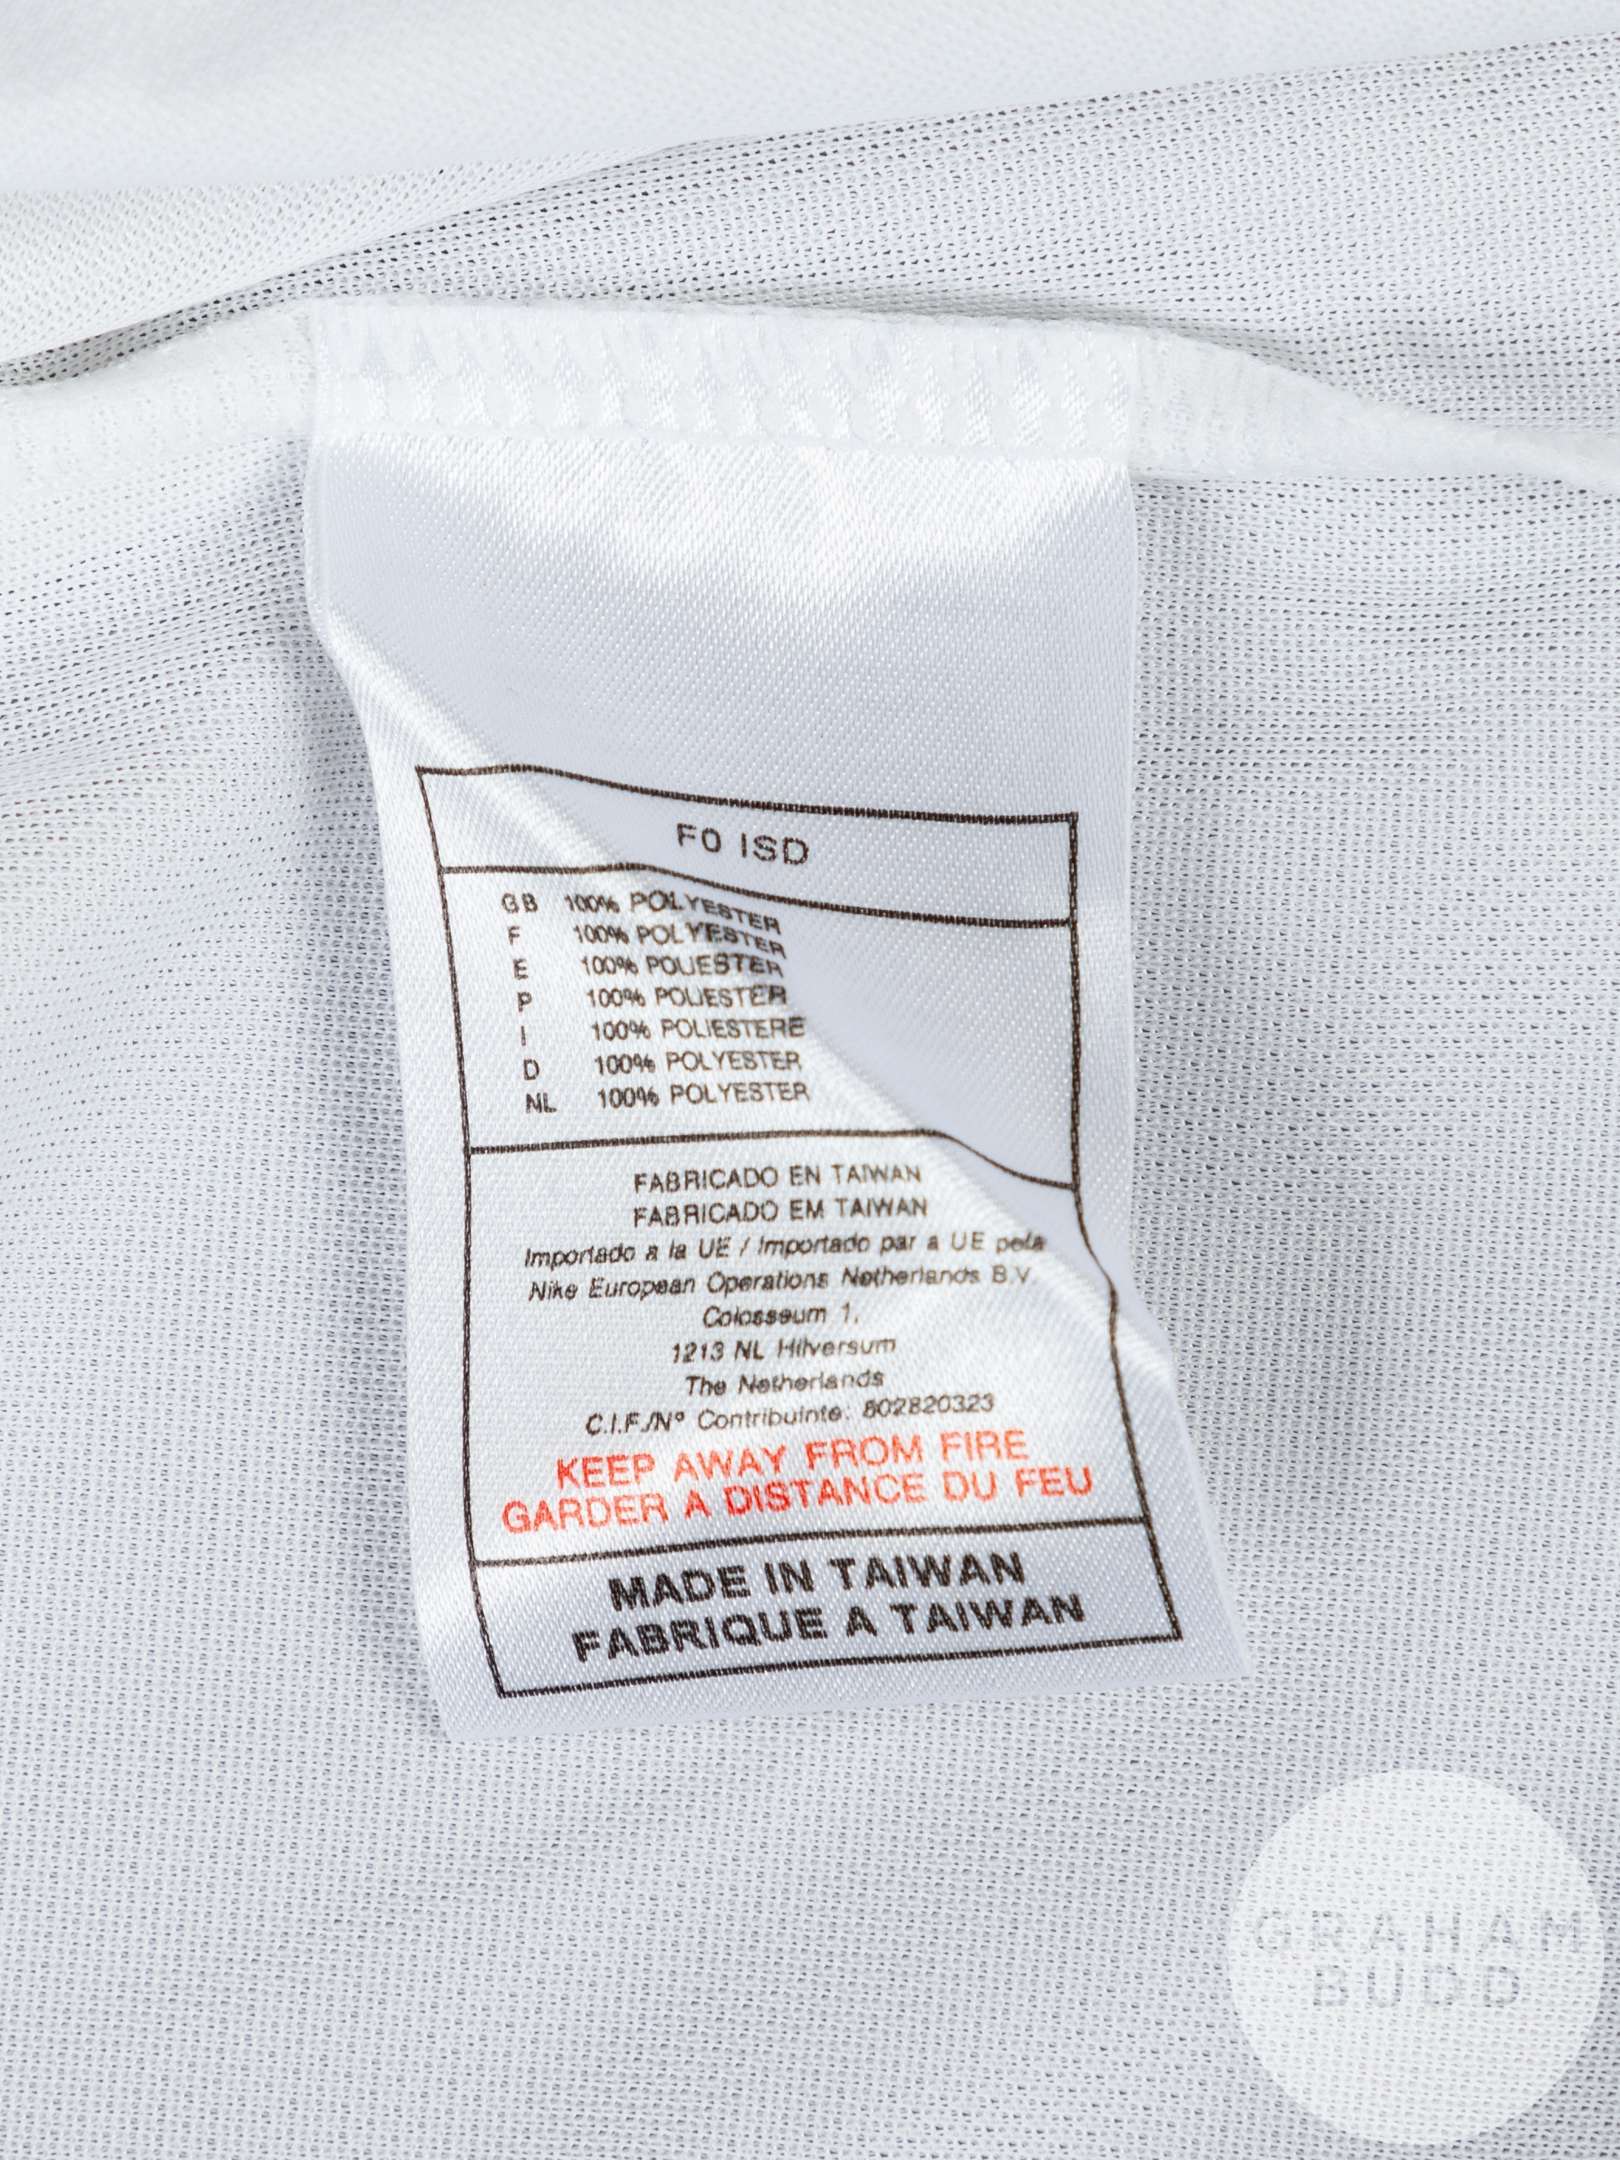 F0 ISD
GB 100% POLYESTER
F 100% POLYESTER
E 100% POLIESTER
P 100% POLIESTER
I 100% POLIESTERE
D 100% POLYESTER
NL 100% POLYESTER
FABRICADO EN TAIWAN
FABRICADO EM TAIWAN
Importado a la UE / Importado par a UE pela
Nike European Operations Netherlands B.V.
Colosseum 1,
1213 NL Hilversum
The Netherlands
C.I.F./Nº Contribuinte: 802820323
KEEP AWAY FROM FIRE
GARDER A DISTANCE DU FEU
MADE IN TAIWAN
FABRIQUE A TAIWAN
GRAHAM
BUDD